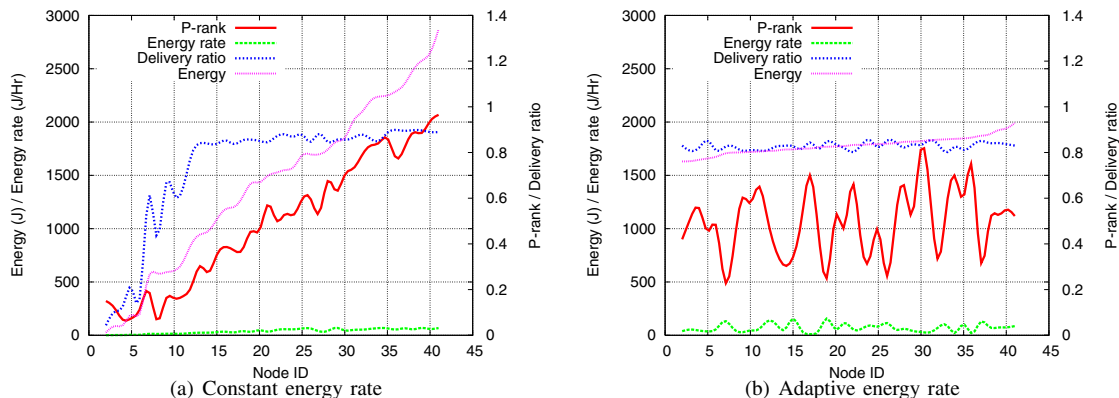 3000
2500
2000
1500
1000
500
0
Energy (J) / Energy rate (J/Hr)
P-rank
Energy rate
Delivery ratio
Energy
1.4
1.2
1
0.8
0.6
0.4
0.2
0
P-rank / Delivery ratio
0 5 10 15 20 25 30 35 40 45
Node ID
(a) Constant energy rate
3000
2500
2000
1500
1000
500
0
Energy (J) / Energy rate (J/Hr)
P-rank
Energy rate
Delivery ratio
Energy
1.4
1.2
1
0.8
0.6
0.4
0.2
0
P-rank / Delivery ratio
0 5 10 15 20 25 30 35 40 45
Node ID
(b) Adaptive energy rate